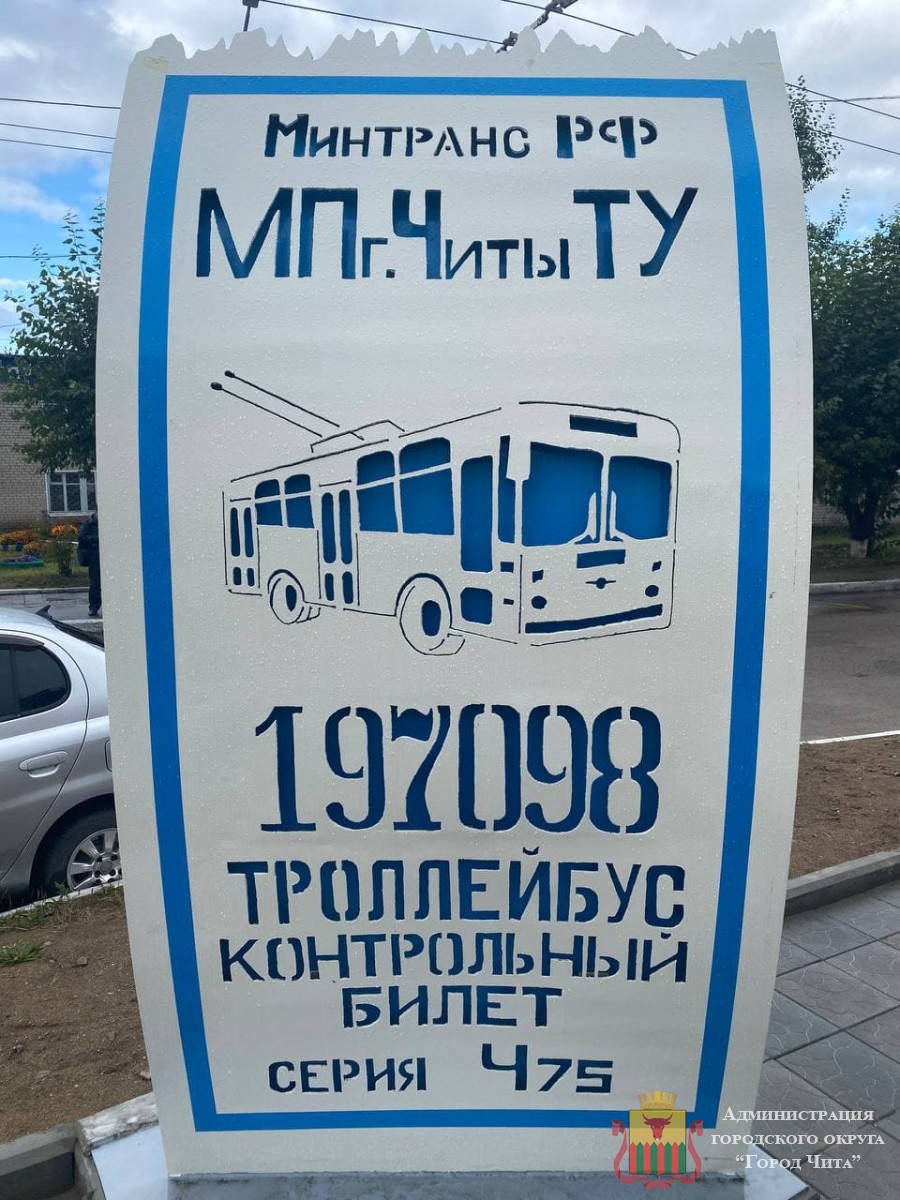 Минтранс РФ
МП г. Читы ТУ
197098
ТРОЛЛЕЙБУС
КОНТРОЛЬНЫЙ
БИЛЕТ
СЕРИЯ Ч75
Администрация
городского округа
“Город Чита”